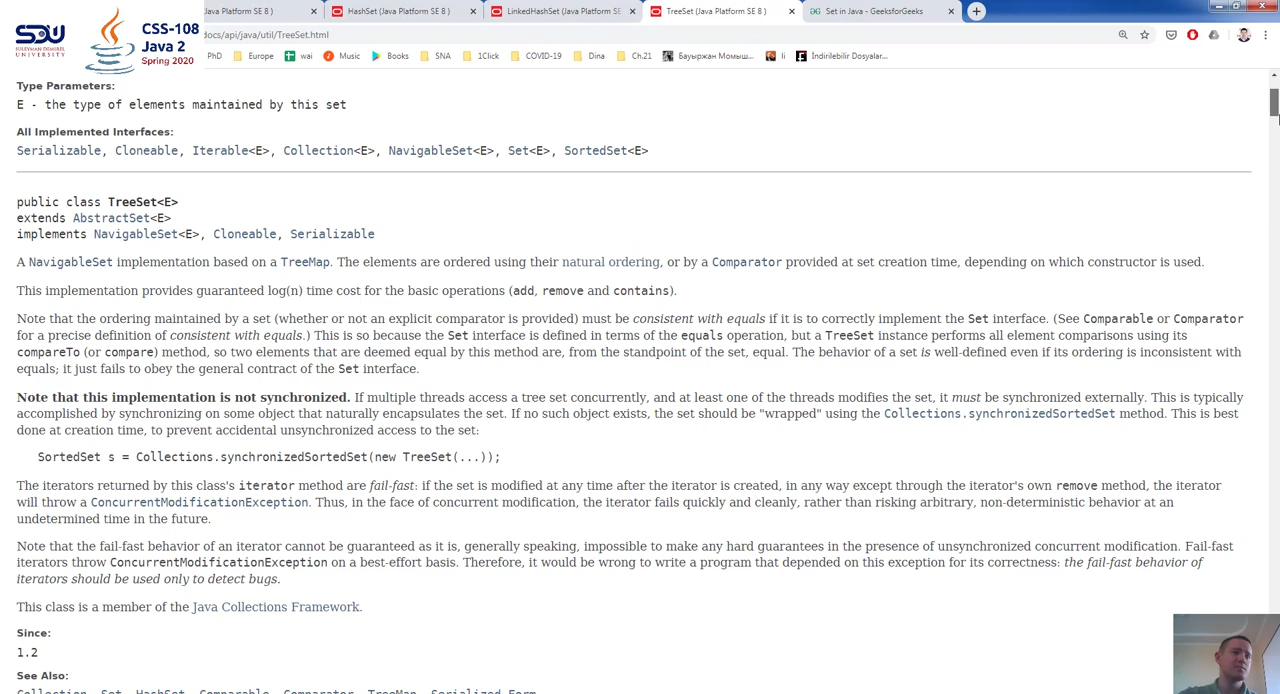 Java Platform SE 8 )
HashSet (Java Platform SE 8 )
LinkedHashSet (Java Platform SE
TreeSet (Java Platform SE 8 )
Set in Java - GeeksforGeeks
SDU
SULEYMAN DEMIREL
UNIVERSITY
Java
CSS-108
Java 2
Spring 2020
docs/api/java/util/TreeSet.html
PhD Europe wai Music Books SNA 1Click COVID-19 Dina Ch.21 Бауыржан Момыш... li İndirilebilir Dosyalar...
Type Parameters:
E - the type of elements maintained by this set
All Implemented Interfaces:
Serializable, Cloneable, Iterable<E>, Collection<E>, NavigableSet<E>, Set<E>, SortedSet<E>
public class TreeSet<E>
extends AbstractSet<E>
implements NavigableSet<E>, Cloneable, Serializable
A NavigableSet implementation based on a TreeMap. The elements are ordered using their natural ordering, or by a Comparator provided at set creation time, depending on which constructor is used.
This implementation provides guaranteed log(n) time cost for the basic operations (add, remove and contains).
Note that the ordering maintained by a set (whether or not an explicit comparator is provided) must be consistent with equals if it is to correctly implement the Set interface. (See Comparable or Comparator
for a precise definition of consistent with equals.) This is so because the Set interface is defined in terms of the equals operation, but a TreeSet instance performs all element comparisons using its
compareTo (or compare) method, so two elements that are deemed equal by this method are, from the standpoint of the set, equal. The behavior of a set is well-defined even if its ordering is inconsistent with
equals; it just fails to obey the general contract of the Set interface.
Note that this implementation is not synchronized. If multiple threads access a tree set concurrently, and at least one of the threads modifies the set, it must be synchronized externally. This is typically
accomplished by synchronizing on some object that naturally encapsulates the set. If no such object exists, the set should be "wrapped" using the Collections.synchronizedSortedSet method. This is best
done at creation time, to prevent accidental unsynchronized access to the set:
SortedSet s = Collections.synchronizedSortedSet(new TreeSet(...));
The iterators returned by this class's iterator method are fail-fast: if the set is modified at any time after the iterator is created, in any way except through the iterator's own remove method, the iterator
will throw a ConcurrentModificationException. Thus, in the face of concurrent modification, the iterator fails quickly and cleanly, rather than risking arbitrary, non-deterministic behavior at an
undetermined time in the future.
Note that the fail-fast behavior of an iterator cannot be guaranteed as it is, generally speaking, impossible to make any hard guarantees in the presence of unsynchronized concurrent modification. Fail-fast
iterators throw ConcurrentModificationException on a best-effort basis. Therefore, it would be wrong to write a program that depended on this exception for its correctness: the fail-fast behavior of
iterators should be used only to detect bugs.
This class is a member of the Java Collections Framework.
Since:
1.2
See Also:
Collection, Set, HashSet, Comparable, Comparator, TreeMap, Serialized Form